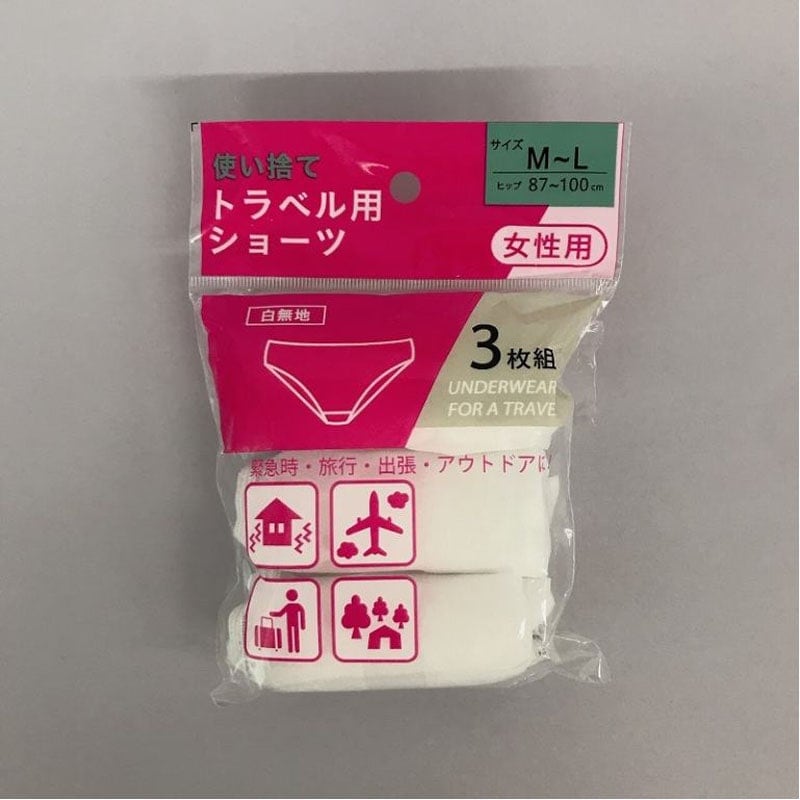 使い捨て
トラベル用
ショーツ
サイズ
M~L
ヒップ 87~100cm
女性用
白無地
3枚組
UNDERWEAR
FOR A TRAVE
緊急時・旅行・出張・アウトドアに!